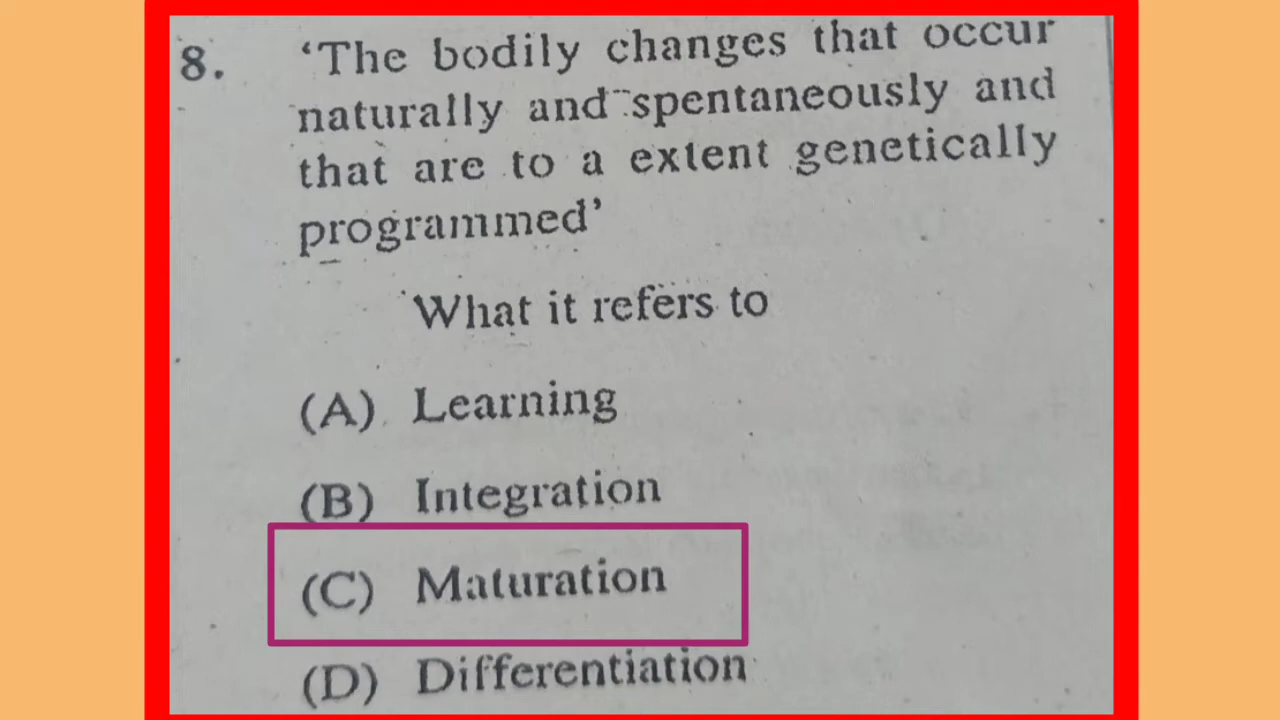 8. ‘The bodily changes that occur
naturally and spentaneously and
that are to a extent genetically
programmed’
What it refers to
(A) Learning
(B) Integration
(C) Maturation
(D) Differentiation